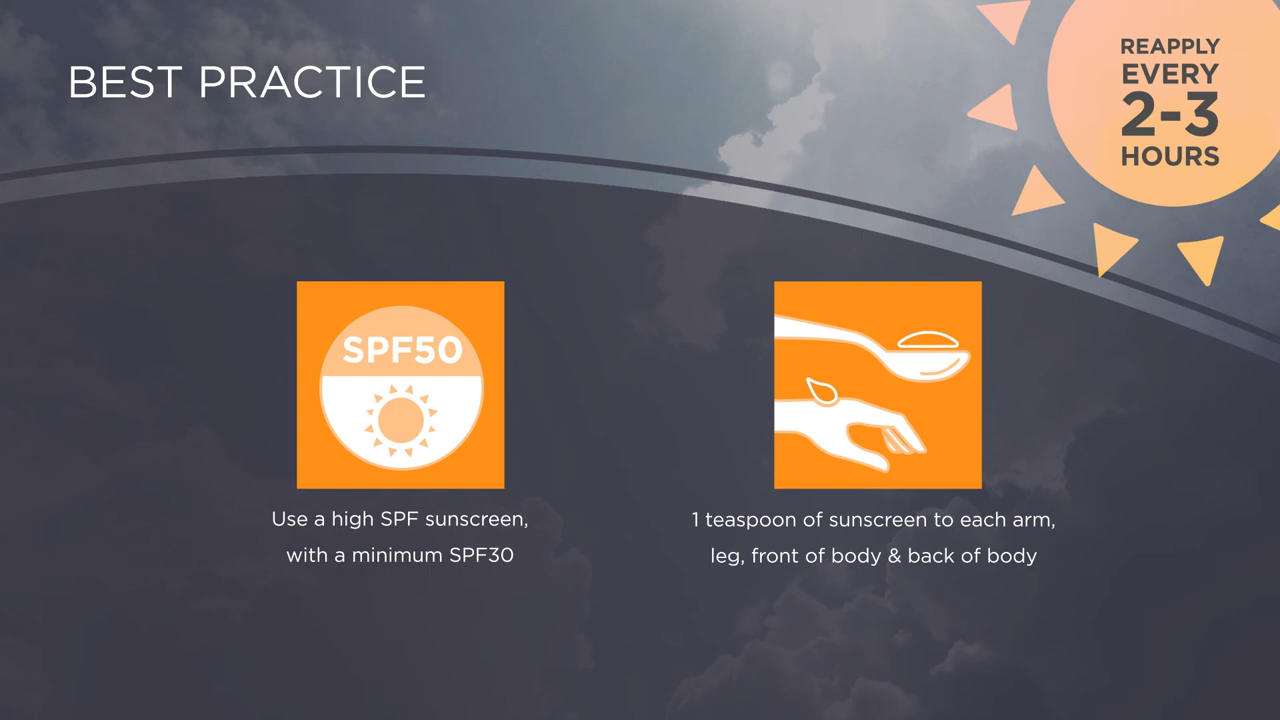 BEST PRACTICE
REAPPLY
EVERY
2-3
HOURS
SPF50
Use a high SPF sunscreen,
with a minimum SPF30
1 teaspoon of sunscreen to each arm,
leg, front of body & back of body